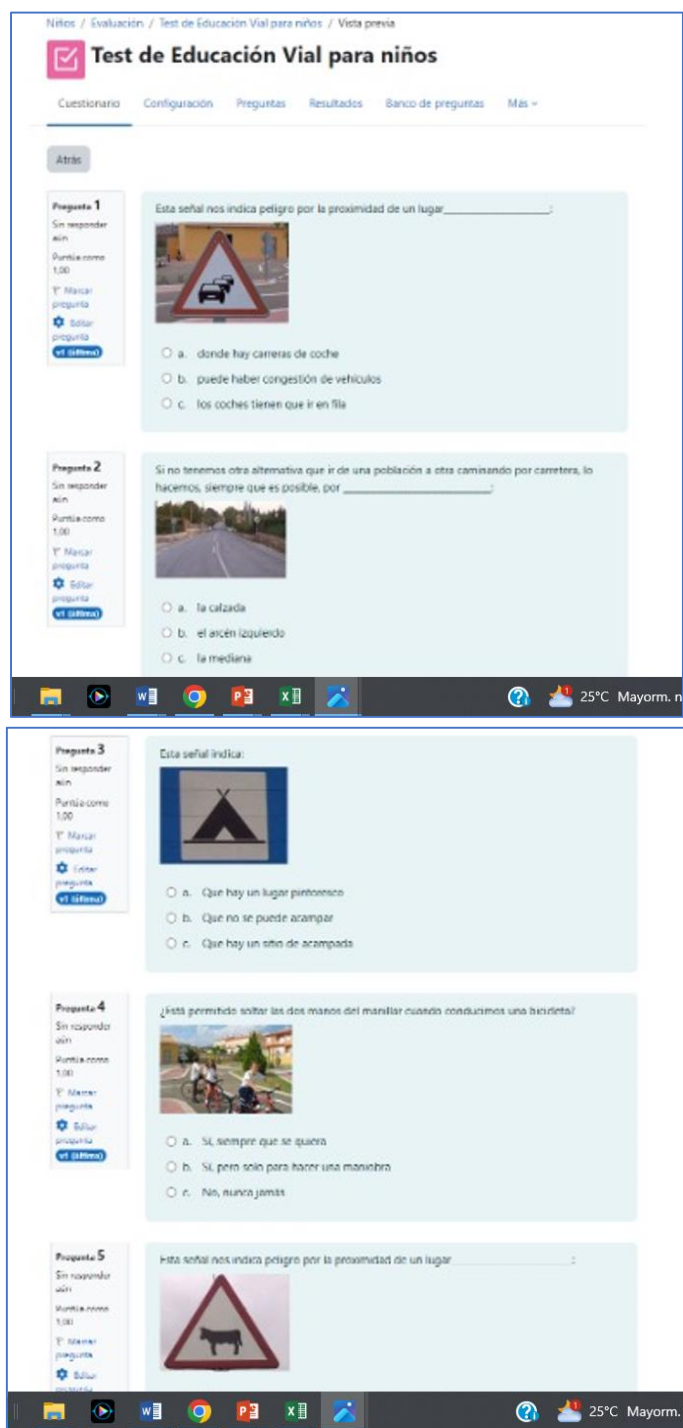 Niños / Evaluación / Test de Educación Vial para niños / Vista previa
Test de Educación Vial para niños
Cuestionario Configuración Preguntas Resultados Banco de preguntas Más
Atrás
Pregunta 1
Sin responder
aún
Puntúa como
1,00
Marcar
pregunta
Editar
pregunta
v1 (última)
Esta señal nos indica peligro por la proximidad de un lugar____________________:
a. donde hay carreras de coche
b. puede haber congestión de vehículos
c. los coches tienen que ir en fila
Pregunta 2
Sin responder
aún
Puntúa como
1,00
Marcar
pregunta
Editar
pregunta
v1 (última)
Si no tenemos otra alternativa que ir de una población a otra caminando por carretera, lo
hacemos, siempre que es posible, por ____________________________:
a. la calzada
b. el arcén izquierdo
c. la mediana
25°C Mayorm. n
Pregunta 3
Sin responder
aún
Puntúa como
1,00
Marcar
pregunta
Editar
pregunta
v1 (última)
Esta señal indica:
a. Que hay un lugar pintoresco
b. Que no se puede acampar
c. Que hay un sitio de acampada
Pregunta 4
Sin responder
aún
Puntúa como
1,00
Marcar
pregunta
Editar
pregunta
v1 (última)
¿Está permitido soltar las dos manos del manillar cuando conducimos una bicicleta?
a. Sí, siempre que se quiera
b. Sí, pero solo para hacer una maniobra
c. No, nunca jamás
Pregunta 5
Sin responder
aún
Puntúa como
1,00
Marcar
pregunta
Editar
pregunta
Esta señal nos indica peligro por la proximidad de un lugar______________________:
25°C Mayorm.